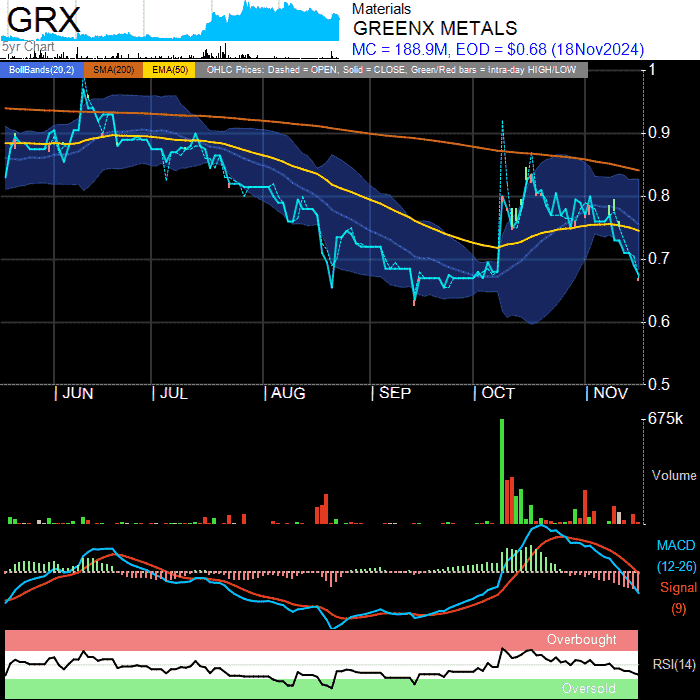 GRX
5yr Chart
Materials
GREENX METALS
MC = 188.9M, EOD = $0.68 (18Nov2024)
BollBands(20,2) SMA(200) EMA(50) OHLC Prices: Dashed = OPEN, Solid = CLOSE, Green/Red bars = Intra-day HIGH/LOW
1
0.9
0.8
0.7
0.6
0.5
JUN JUL AUG SEP OCT NOV
675k
Volume
MACD
(12-26)
Signal
(9)
Overbought
RSI(14)
Oversold